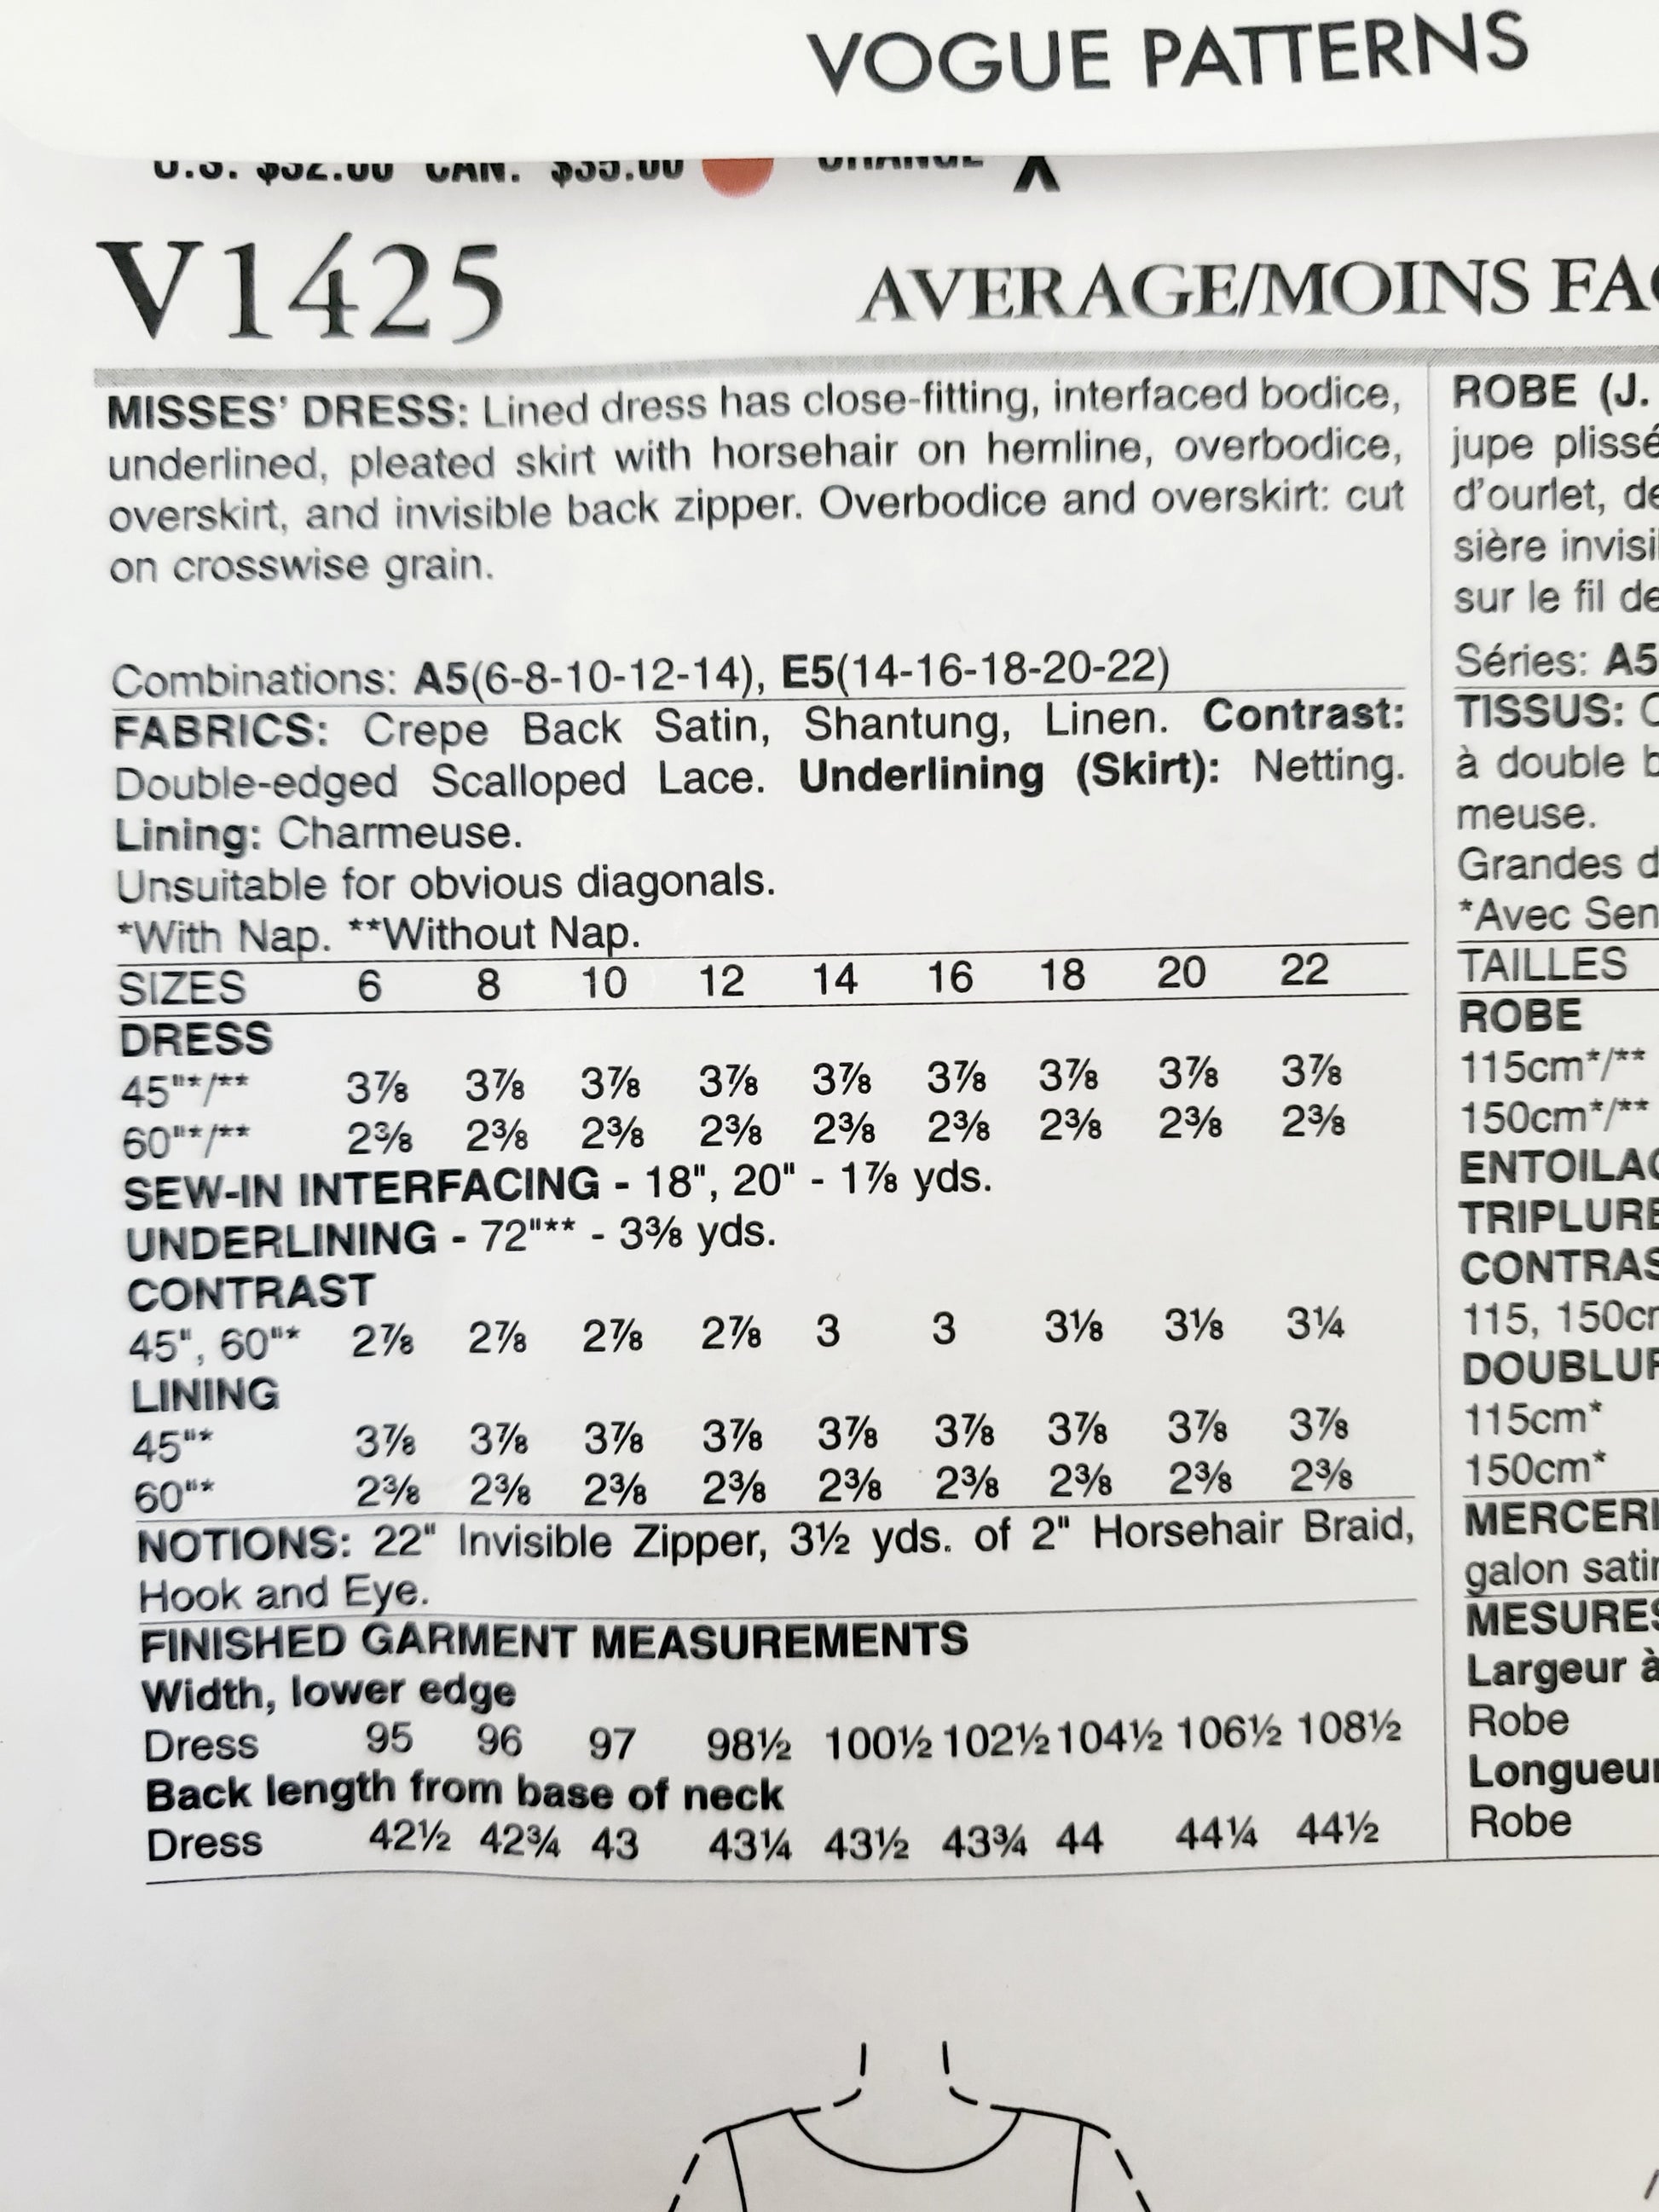 VOGUE PATTERNS
U.S. $32.00 CAN. $35.00 ORANGE
V1425
AVERAGE/MOINS FA
MISSES' DRESS: Lined dress has close-fitting, interfaced bodice,
underlined, pleated skirt with horsehair on hemline, overbodice,
overskirt, and invisible back zipper. Overbodice and overskirt: cut
on crosswise grain.
Combinations: A5(6-8-10-12-14), E5(14-16-18-20-22)
FABRICS: Crepe Back Satin, Shantung, Linen. Contrast:
Double-edged Scalloped Lace. Underlining (Skirt): Netting.
Lining: Charmeuse.
Unsuitable for obvious diagonals.
*With Nap. **Without Nap.
SIZES 6 8 10 12 14 16 18 20 22
DRESS
45"*/** 3⅞ 3⅞ 3⅞ 3⅞ 3⅞ 3⅞ 3⅞ 3⅞ 3⅞
60"*/** 2⅜ 2⅜ 2⅜ 2⅜ 2⅜ 2⅜ 2⅜ 2⅜ 2⅜
SEW-IN INTERFACING - 18", 20" - 1⅞ yds.
UNDERLINING - 72"** - 3⅜ yds.
CONTRAST
45", 60"* 2⅞ 2⅞ 2⅞ 2⅞ 3 3 3⅛ 3⅛ 3¼
LINING
45"* 3⅞ 3⅞ 3⅞ 3⅞ 3⅞ 3⅞ 3⅞ 3⅞ 3⅞
60"* 2⅜ 2⅜ 2⅜ 2⅜ 2⅜ 2⅜ 2⅜ 2⅜ 2⅜
NOTIONS: 22" Invisible Zipper, 3½ yds. of 2" Horsehair Braid,
Hook and Eye.
FINISHED GARMENT MEASUREMENTS
Width, lower edge
Dress 95 96 97 98½ 100½ 102½ 104½ 106½ 108½
Back length from base of neck
Dress 42½ 42¾ 43 43¼ 43½ 43¾ 44 44¼ 44½
ROBE (J.
jupe plissé
d'ourlet, de
sière invisi
sur le fil de
Séries: A5
TISSUS: C
à double b
meuse.
Grandes d
*Avec Sen
TAILLES
ROBE
115cm*/**
150cm*/**
ENTOILAG
TRIPLURE
CONTRAS
115, 150cm
DOUBLUR
115cm*
150cm*
MERCERI
galon satin
MESURES
Largeur à
Robe
Longueur
Robe